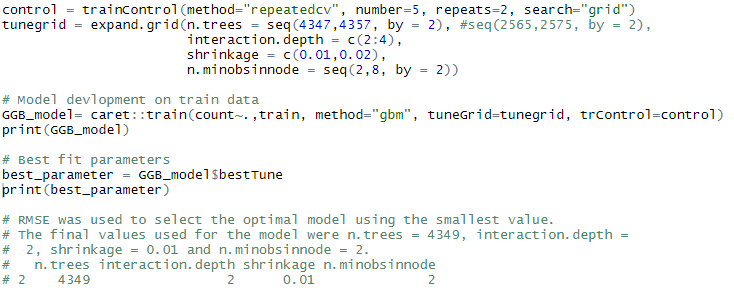 control = trainControl(method="repeatedcv", number=5, repeats=2, search="grid")
tunegrid = expand.grid(n.trees = seq(4347,4357, by = 2), #seq(2565,2575, by = 2),
interaction.depth = c(2:4),
shrinkage = c(0.01,0.02),
n.minobsinnode = seq(2,8, by = 2))
# Model devlopment on train data
GGB_model= caret::train(count~.,train, method="gbm", tuneGrid=tunegrid, trControl=control)
print(GGB_model)
# Best fit parameters
best_parameter = GGB_model$bestTune
print(best_parameter)
# RMSE was used to select the optimal model using the smallest value.
# The final values used for the model were n.trees = 4349, interaction.depth =
#  2, shrinkage = 0.01 and n.minobsinnode = 2.
#   n.trees interaction.depth shrinkage n.minobsinnode
# 2    4349                 2      0.01              2